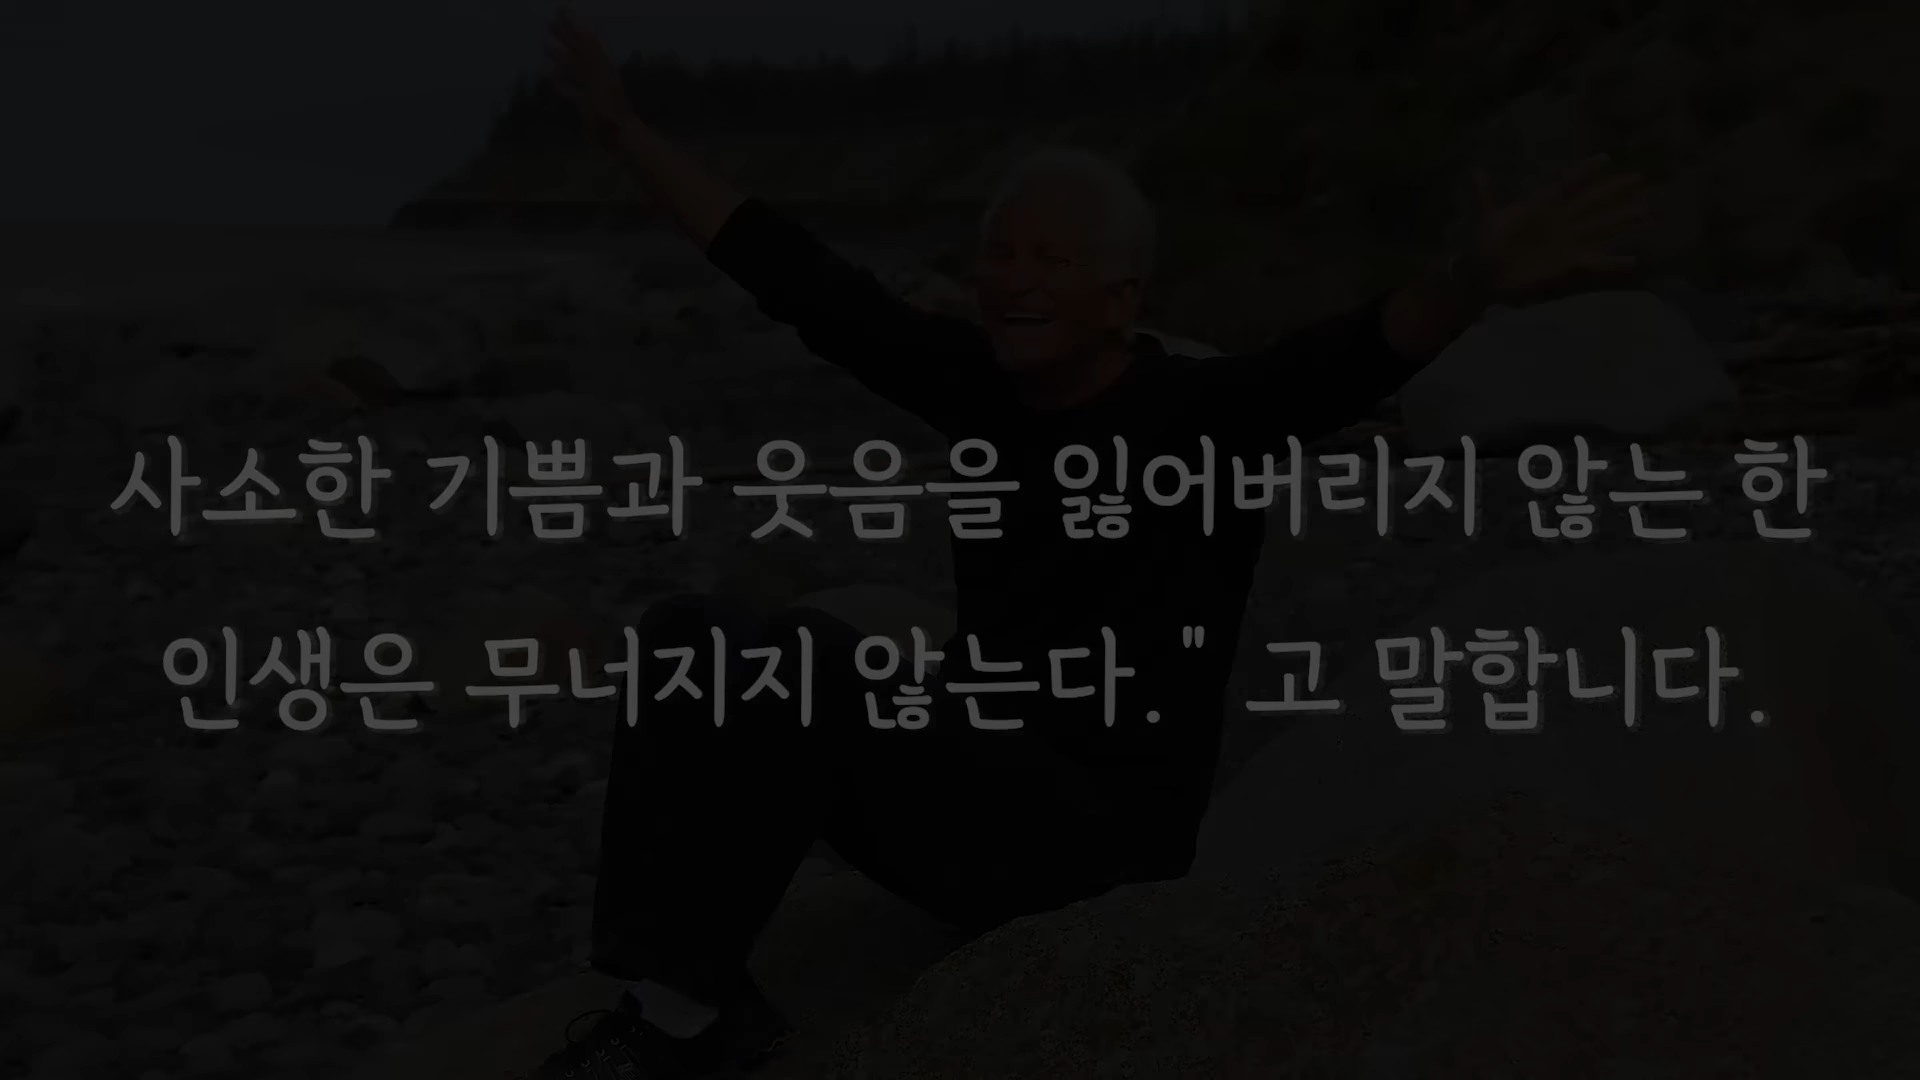 사소한 기쁨과 웃음을 잃어버리지 않는 한
인생은 무너지지 않는다." 고 말합니다.